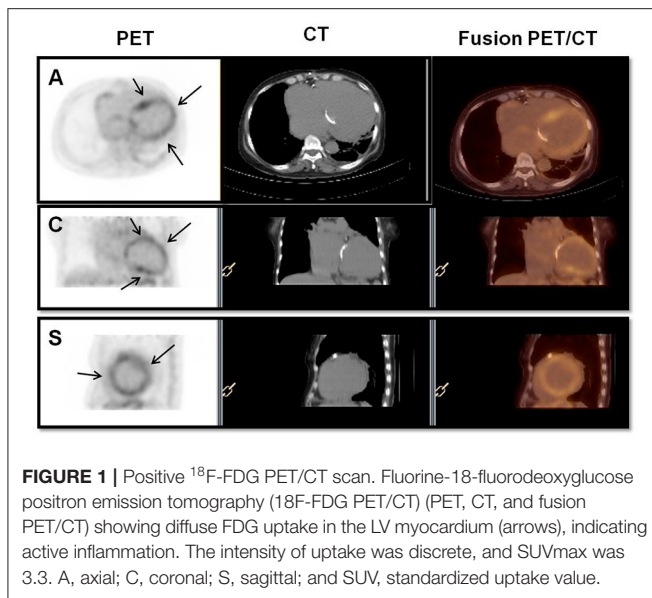 PET CT Fusion PET/CT
A
C
S
FIGURE 1 | Positive 18F-FDG PET/CT scan. Fluorine-18-fluorodeoxyglucose
positron emission tomography (18F-FDG PET/CT) (PET, CT, and fusion
PET/CT) showing diffuse FDG uptake in the LV myocardium (arrows), indicating
active inflammation. The intensity of uptake was discrete, and SUVmax was
3.3. A, axial; C, coronal; S, sagittal; and SUV, standardized uptake value.